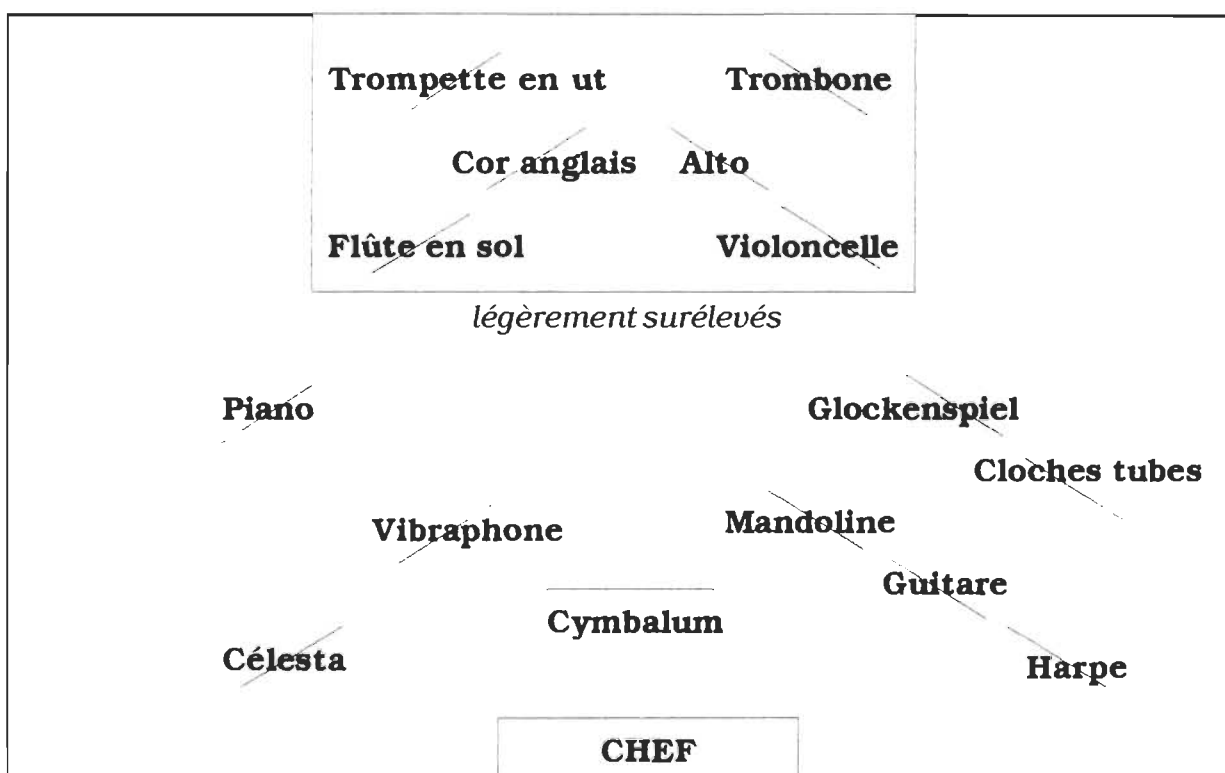 Trompette en ut Trombone
Cor anglais Alto
Flûte en sol Violoncelle
légèrement surélevés
Piano Glockenspiel
Cloches tubes
Vibraphone Mandoline
Guitare
Cymbalum
Célesta Harpe
CHEF